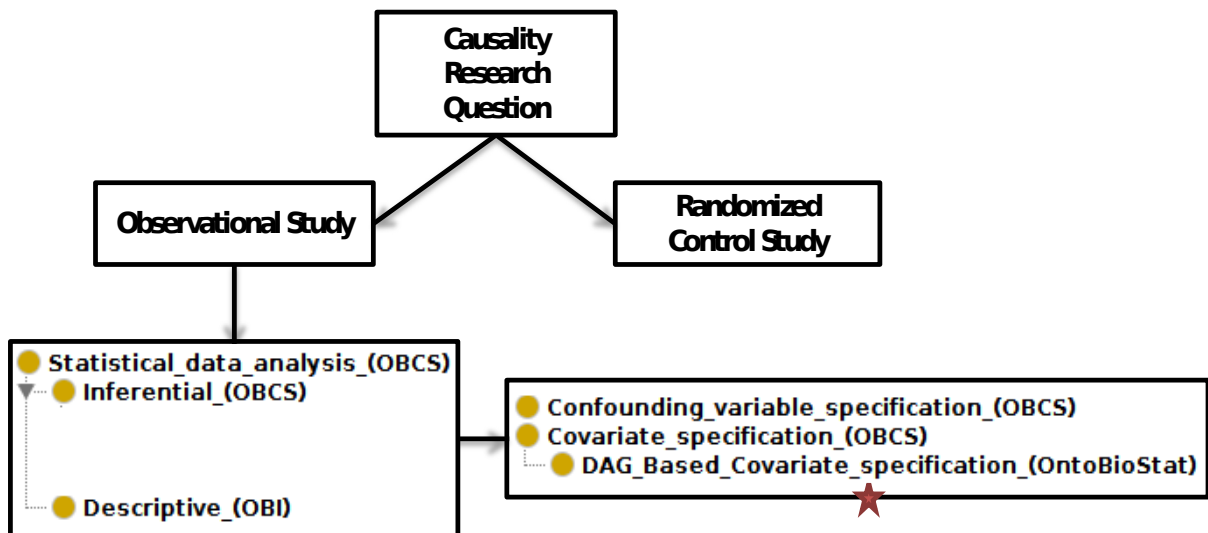 Causality
Research
Question
Observational Study
Randomized
Control Study
Statistical_data_analysis_(OBCS)
Inferential_(OBCS)
Descriptive_(OBI)
Confounding_variable_specification_(OBCS)
Covariate_specification_(OBCS)
DAG_Based_Covariate_specification_(OntoBioStat)